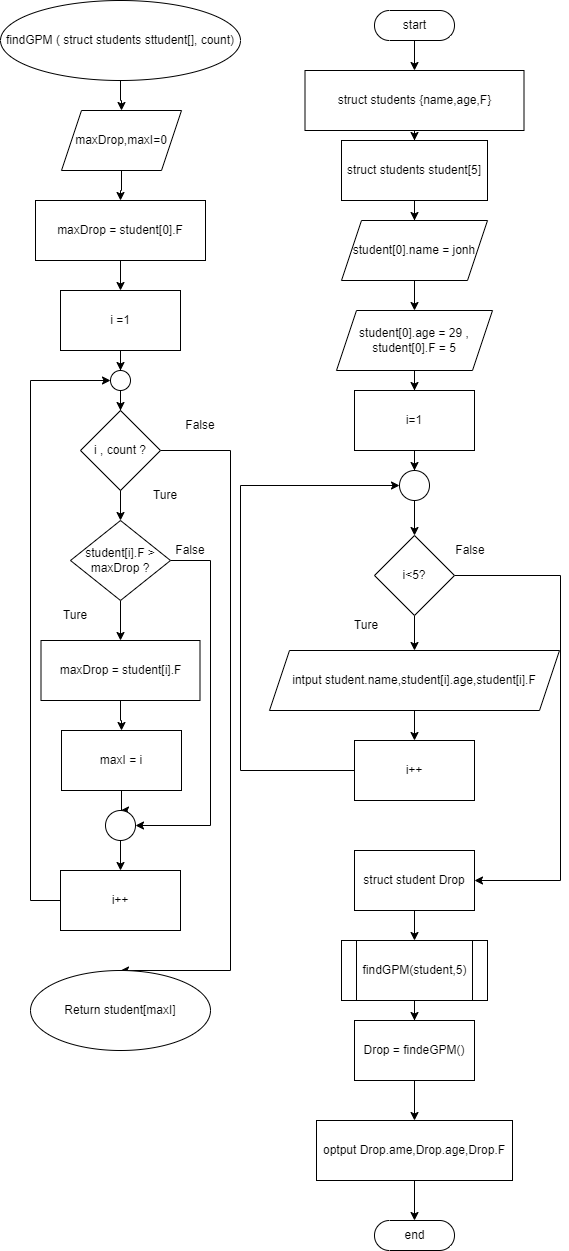 findGPM ( struct students sttudent[], count)
maxDrop,maxI=0
maxDrop = student[0].F
i =1
i , count ?
False
Ture
student[i].F >
maxDrop ?
False
Ture
maxDrop = student[i].F
maxI = i
i++
Return student[maxI]
start
struct students {name,age,F}
struct students student[5]
student[0].name = jonh
student[0].age = 29 ,
student[0].F = 5
i=1
i<5?
False
Ture
intput student.name,student[i].age,student[i].F
i++
struct student Drop
findGPM(student,5)
Drop = findeGPM()
optput Drop.ame,Drop.age,Drop.F
end